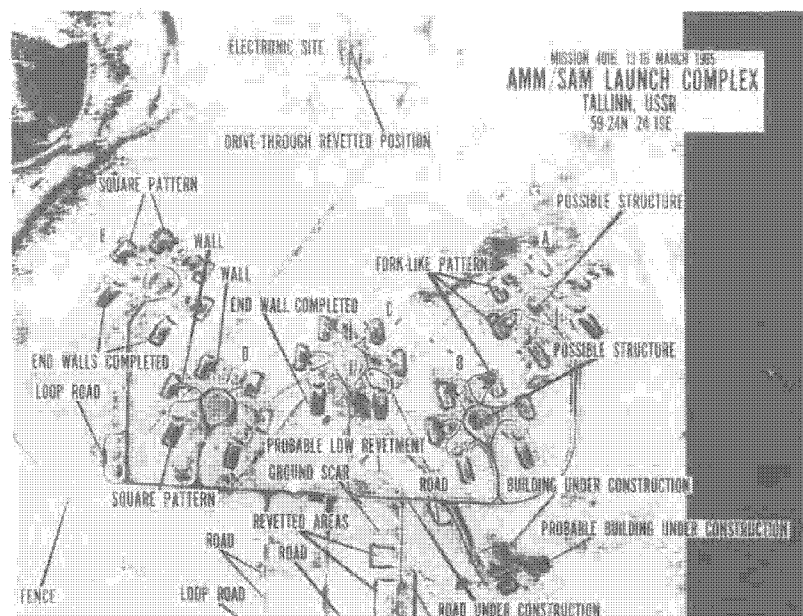 ELECTRONIC SITE
MISSION 4016, 15 16 MARCH 1965
AMM/SAM LAUNCH COMPLEX
TALLINN, USSR
59-24N 24
DRIVE-THROUGH REVETTED POSITION
SQUARE PATTERN
POSSIBLE STRUCTURE
E
WALL
A
FORK-LIKE PATTERN
WALL
END WALL COMPLETED
C
END WALLS COMPLETED
D
B
POSSIBLE STRUCTURE
LOOP ROAD
PROBABLE LOW REVETMENT
GROUND SCAR
ROAD
BUILDING UNDER CONSTRUCTION
SQUARE PATTERN
REVETTED AREAS
PROBABLE BUILDING UNDER CONSTRUCTION
ROAD
ROAD
FENCE
LOOP ROAD
ROAD UNDER CONSTRUCTION